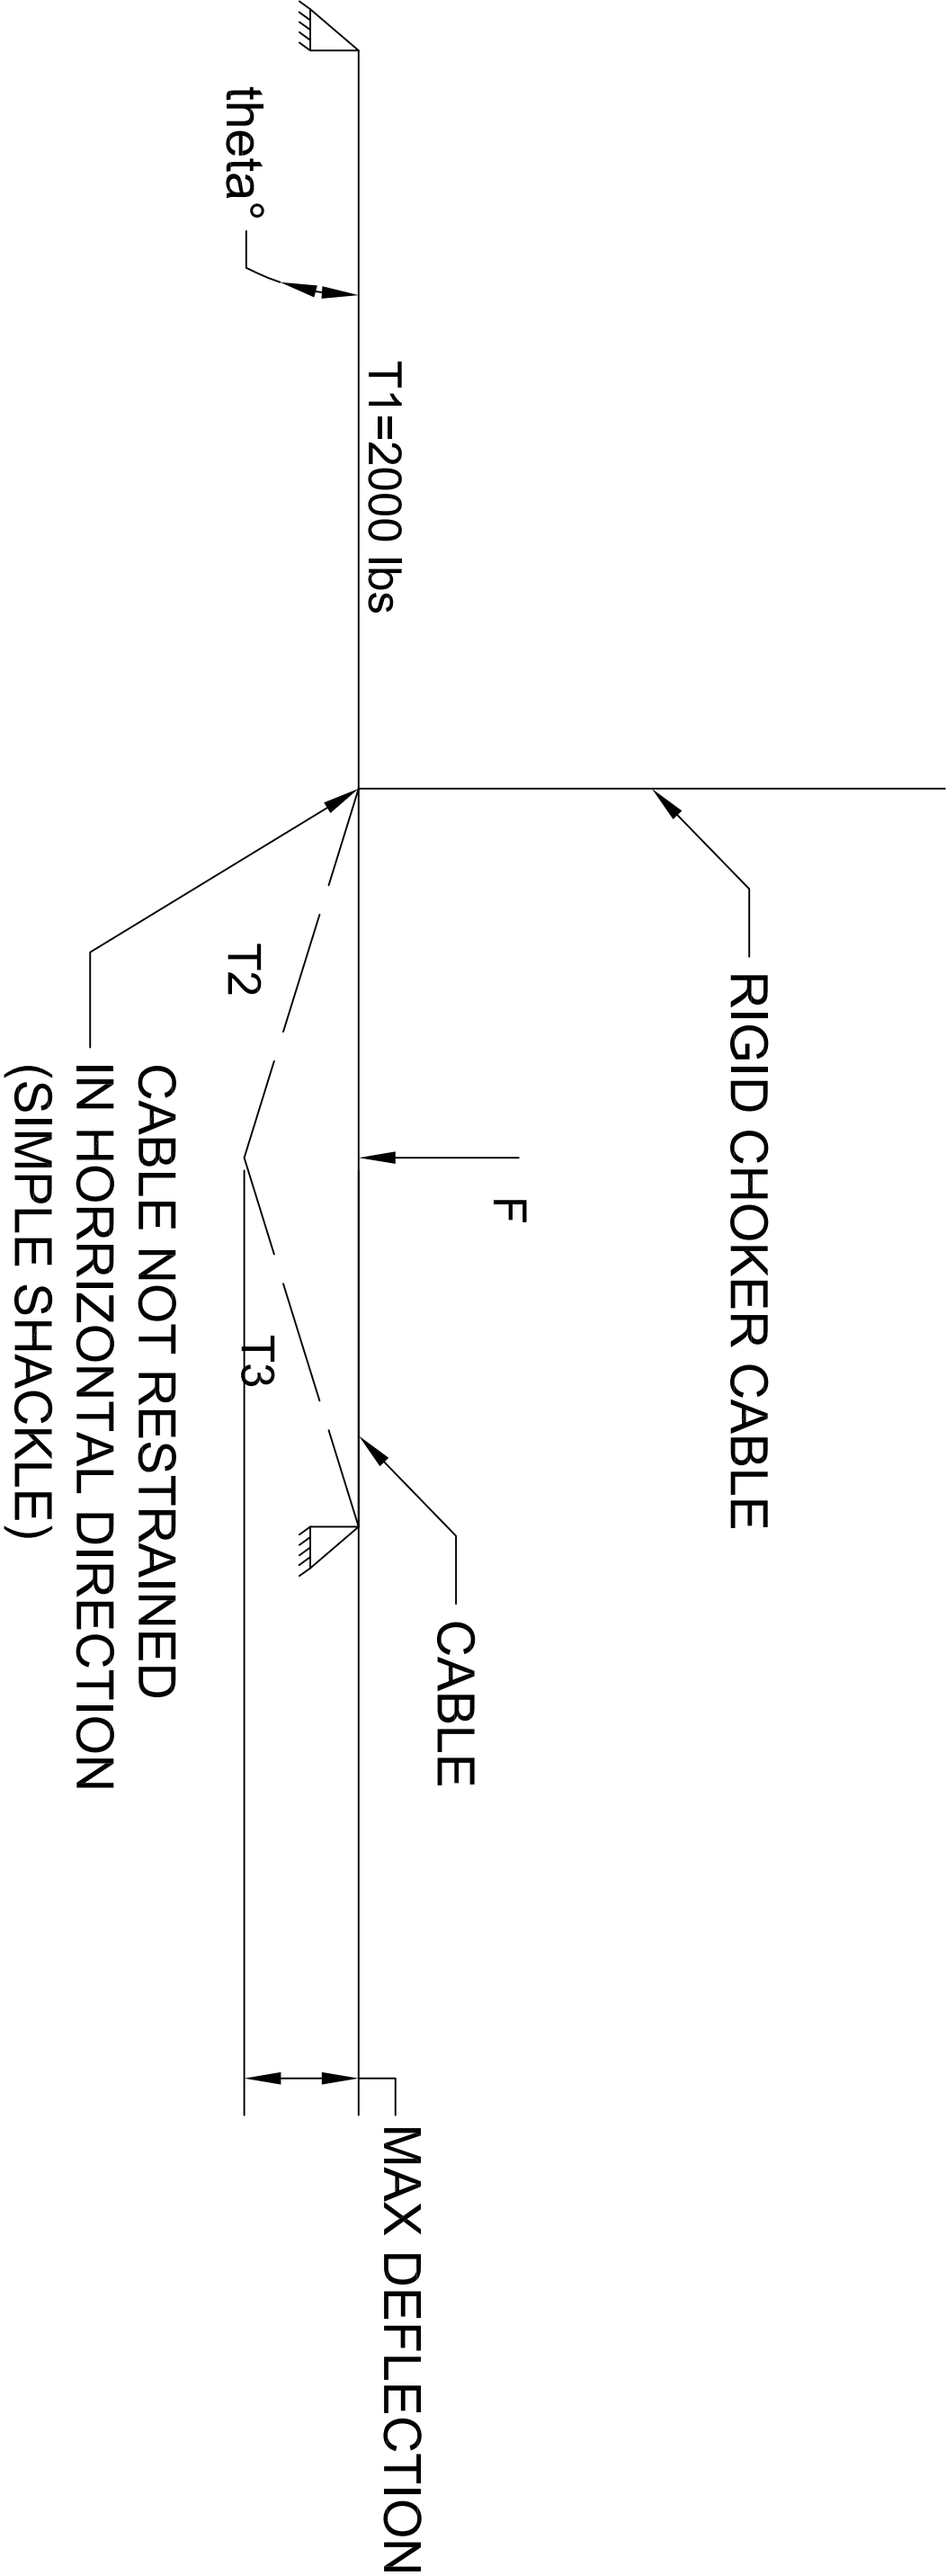 RIGID CHOKER CABLE
F
CABLE
T1=2000 lbs
MAX DEFLECTION
theta°
T2
T3
CABLE NOT RESTRAINED
IN HORRIZONTAL DIRECTION
(SIMPLE SHACKLE)